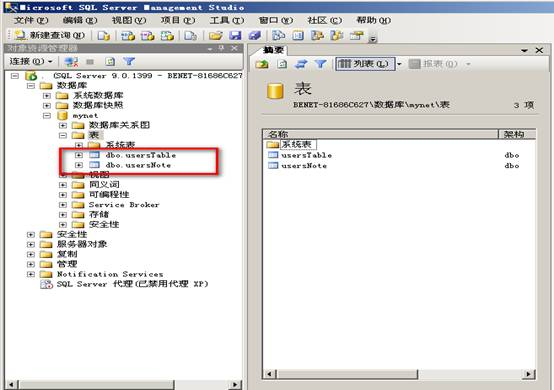 Microsoft SQL Server Management Studio
文件(F) 编辑(E) 视图(V) 项目(P) 工具(T) 窗口(W) 社区(C) 帮助(H)
新建查询(N)
对象资源管理器
连接(O)
. (SQL Server 9.0.1399 - BENET-81686C627
数据库
系统数据库
数据库快照
mynet
数据库关系图
表
系统表
dbo.usersTable
dbo.usersNote
视图
同义词
可编程性
Service Broker
存储
安全性
安全性
服务器对象
复制
管理
Notification Services
SQL Server 代理(已禁用代理 XP)
摘要
列表(L) 报表(O)
表
BENET-81686C627\数据库\mynet\表 3 项
名称 架构
系统表
usersTable dbo
usersNote dbo